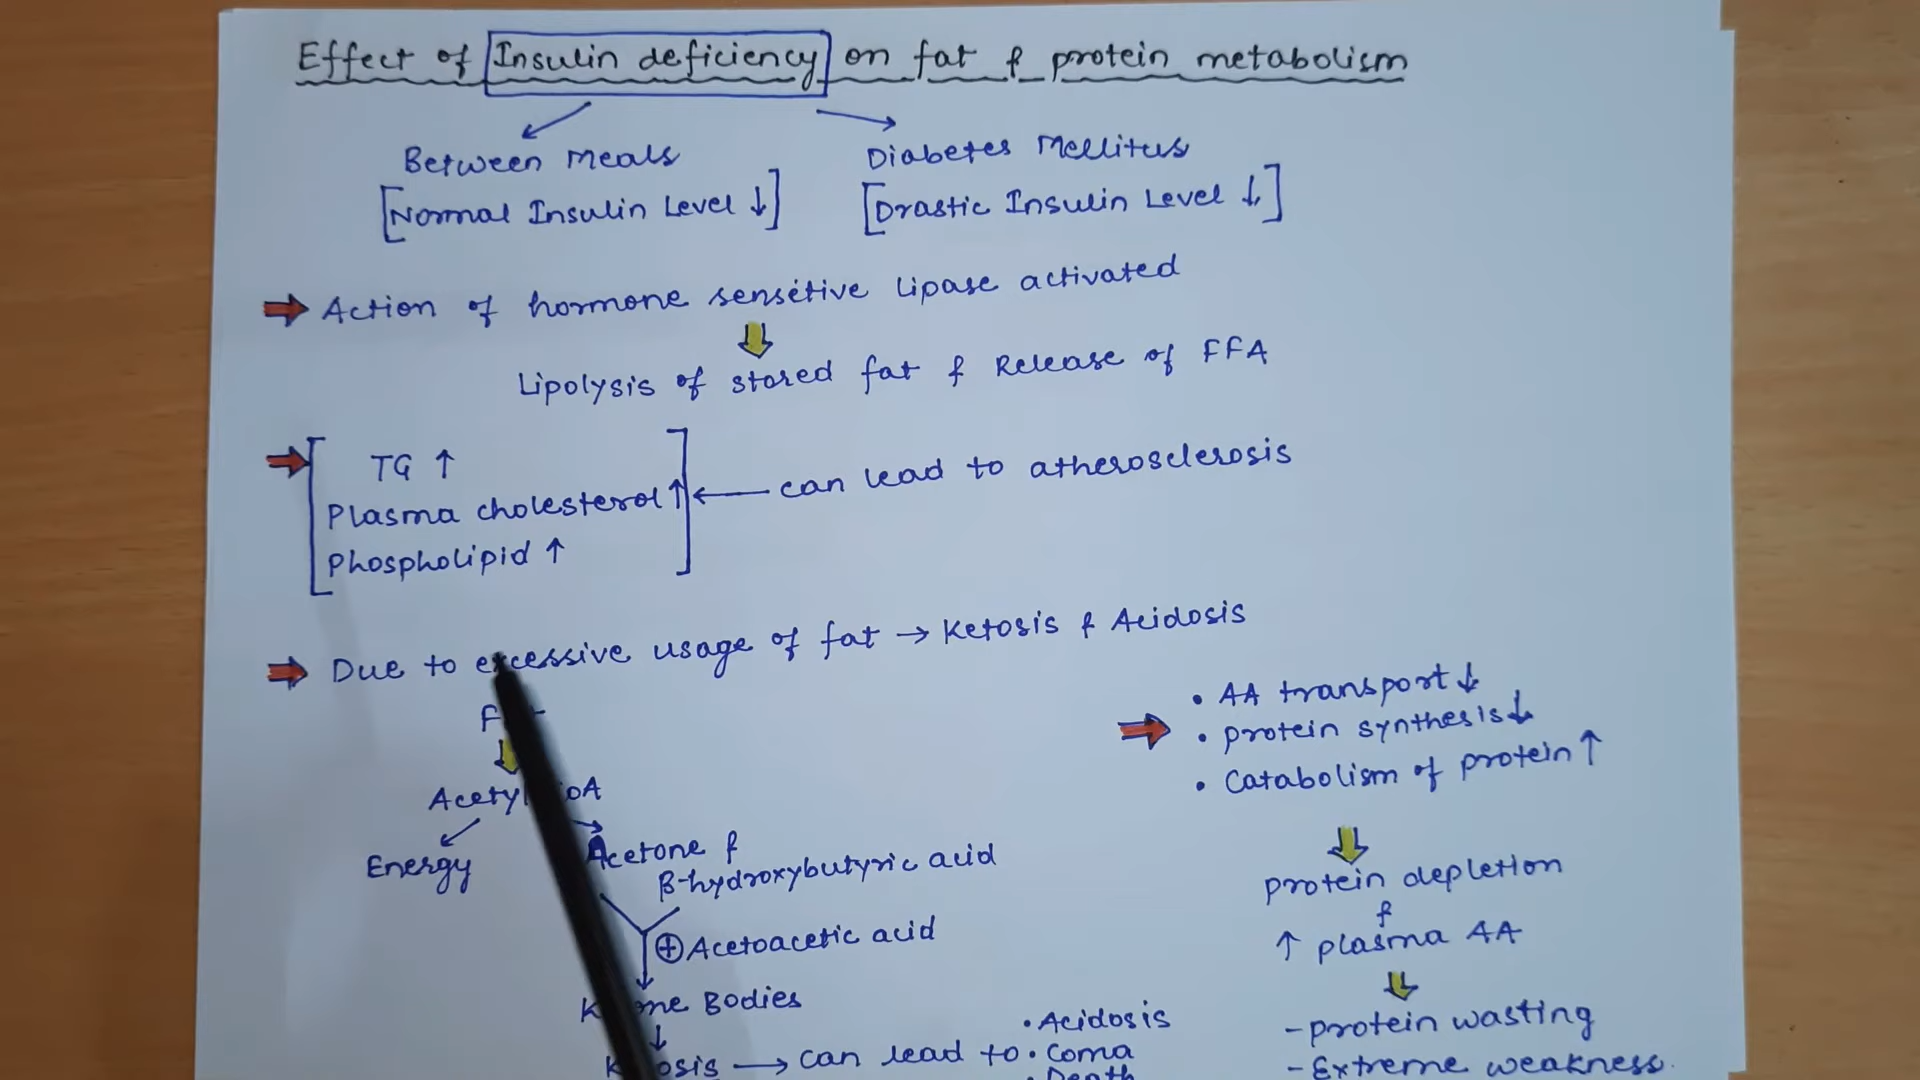 Effect of Insulin deficiency on fat & protein metabolism
Between Meals
[Normal Insulin Level ↓]
Diabetes Mellitus
[Drastic Insulin Level ↓]
Action of hormone sensitive lipase activated
Lipolysis of stored fat & Release of FFA
TG ↑
Plasma cholesterol ↑
Phospholipid ↑
← can lead to atherosclerosis
Due to excessive usage of fat → Ketosis & Acidosis
Acetyl
Energy
Acetone &
β-hydroxybutyric acid
⊕ Acetoacetic acid
Bodies
→ can lead to
• Acidosis
• Coma
• Death
• AA transport ↓
• protein synthesis ↓
• Catabolism of protein ↑
protein depletion
&
↑ plasma AA
- protein wasting
- Extreme weakness.